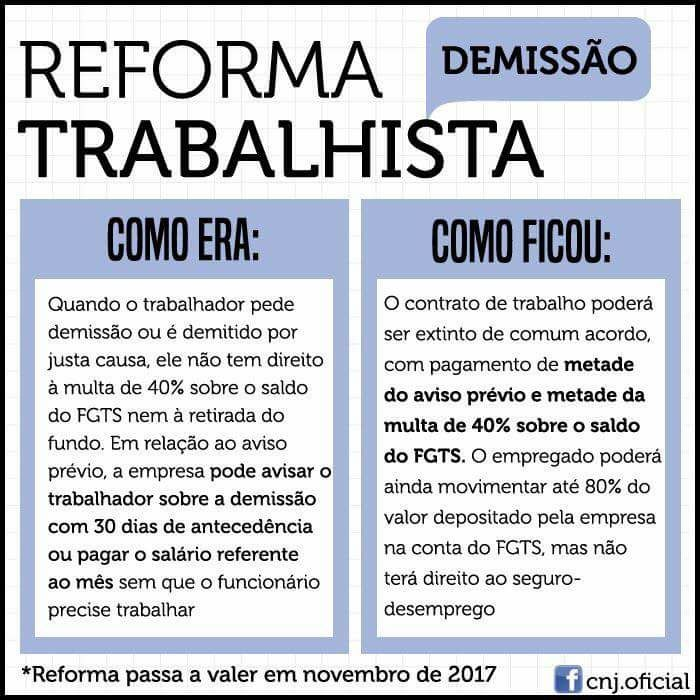 REFORMA
DEMISSÃO
TRABALHISTA
COMO ERA:
Quando o trabalhador pede
demissão ou é demitido por
justa causa, ele não tem direito
à multa de 40% sobre o saldo
do FGTS nem à retirada do
fundo. Em relação ao aviso
prévio, a empresa pode avisar o
trabalhador sobre a demissão
com 30 dias de antecedência
ou pagar o salário referente
ao mês sem que o funcionário
precise trabalhar
COMO FICOU:
O contrato de trabalho poderá
ser extinto de comum acordo,
com pagamento de metade
do aviso prévio e metade da
multa de 40% sobre o saldo
do FGTS. O empregado poderá
ainda movimentar até 80% do
valor depositado pela empresa
na conta do FGTS, mas não
terá direito ao seguro-
desemprego
*Reforma passa a valer em novembro de 2017
f cnj.oficial